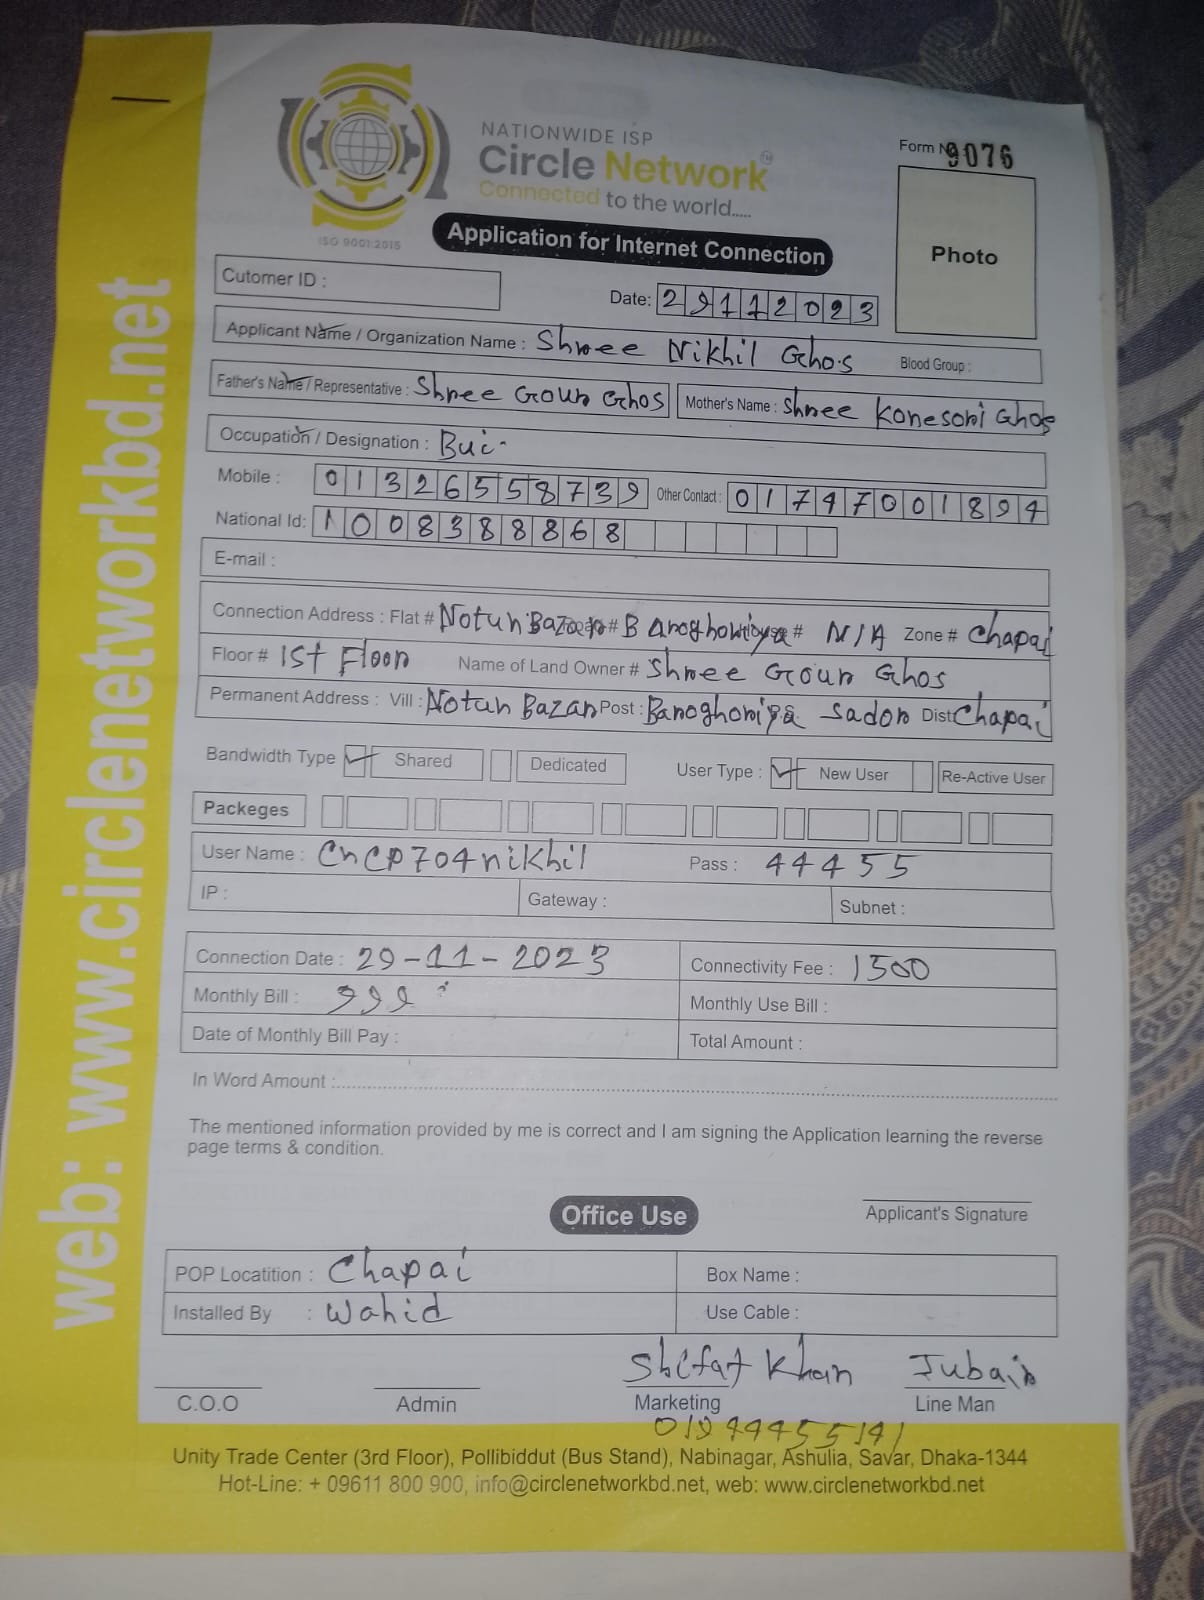 web: www.circlenetworkbd.net
NATIONWIDE ISP
Circle Network TM
Connected to the world.....
ISO 9001:2015
Form No 9076
Photo
Application for Internet Connection
Cutomer ID :
Date: 29112023
Applicant Name / Organization Name : Shree Nikhil Ghos Blood Group :
Father's Name / Representative : Shree Goun Ghos Mother's Name : Shree Konesoni Ghos
Occupation / Designation : Bui-
Mobile : 01326558739 Other Contact : 01747001894
National Id: 1008388868
E-mail :
Connection Address : Flat # Notun Bazar # Baroghoriya # N/A Zone # Chapai
Floor # 1st Floor Name of Land Owner # Shree Goun Ghos
Permanent Address : Vill : Notun Bazar Post : Baroghoriya Sador Dist: Chapai
Bandwidth Type Shared Dedicated User Type : New User Re-Active User
Packeges
User Name : CnCP704nikhil Pass : 44455
IP : Gateway : Subnet :
Connection Date : 29-11-2023 Connectivity Fee : 1500
Monthly Bill : 999 Monthly Use Bill :
Date of Monthly Bill Pay : Total Amount :
In Word Amount :
The mentioned information provided by me is correct and I am signing the Application learning the reverse
page terms & condition.
Applicant's Signature
Office Use
POP Locatition : Chapai Box Name :
Installed By : Wahid Use Cable :
Shifat Khan Jubair
C.O.O Admin Marketing Line Man
Unity Trade Center (3rd Floor), Pollibiddut (Bus Stand), Nabinagar, Ashulia, Savar, Dhaka-1344
Hot-Line: + 09611 800 900, info@circlenetworkbd.net, web: www.circlenetworkbd.net